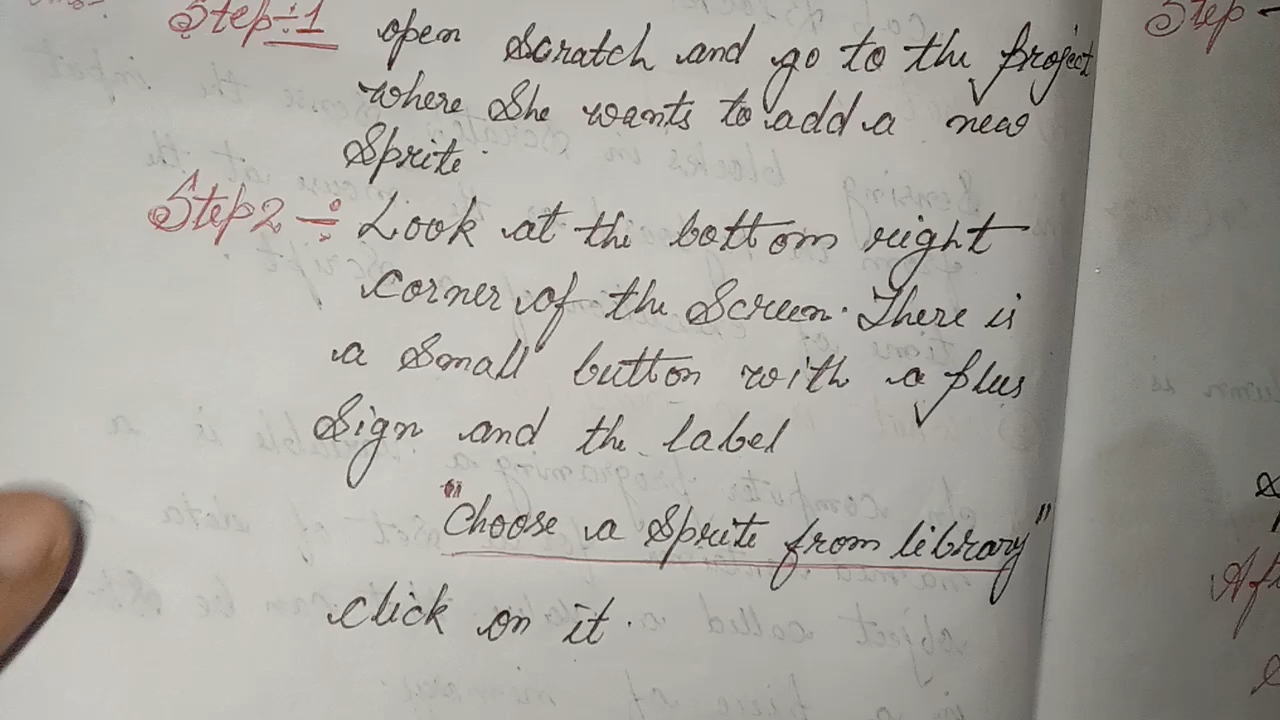 Step÷1 open Scratch and go to the project
where She wants to add a new
Sprite.
Step2 ÷ Look at the bottom right
corner of the Screen. There is
a Small button with a plus
Sign and the label
"Choose a Sprite from library"
click on it.
Step